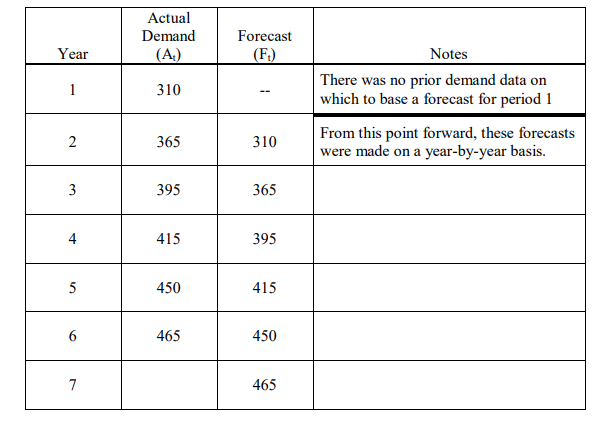 Actual
Demand
Forecast
Year
(Aₜ)
(Fₜ)
Notes
1
310
--
There was no prior demand data on
which to base a forecast for period 1
2
365
310
From this point forward, these forecasts
were made on a year-by-year basis.
3
395
365
4
415
395
5
450
415
6
465
450
7
465